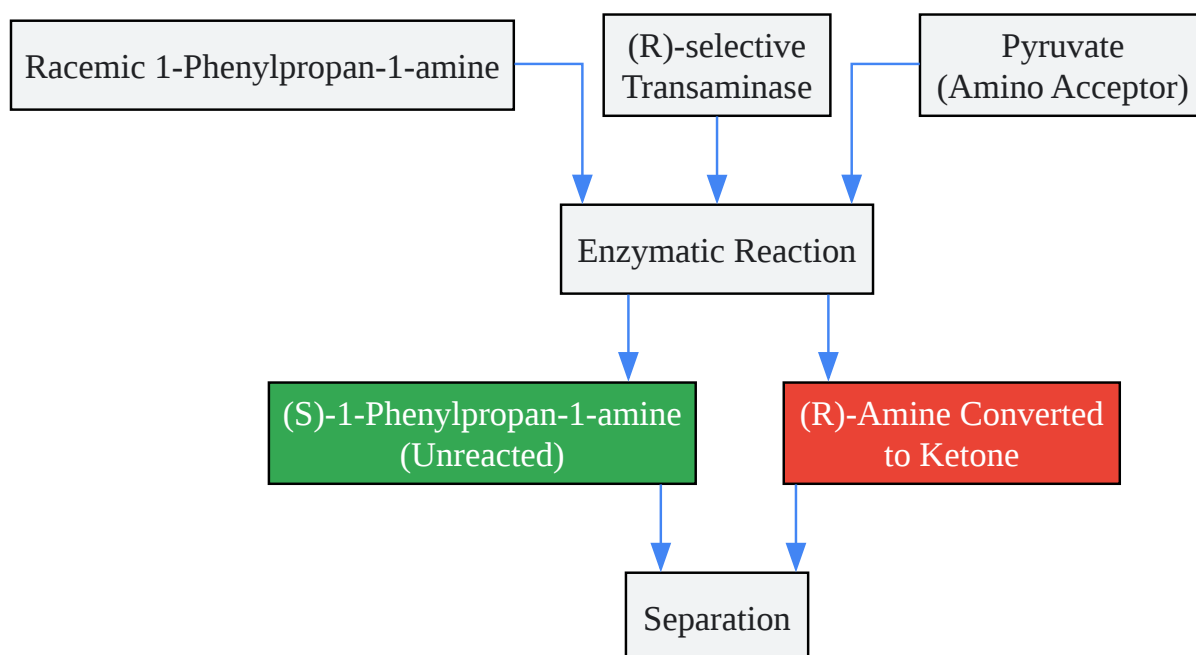 Racemic 1-Phenylpropan-1-amine
(R)-selective
Transaminase
Pyruvate
(Amino Acceptor)
Enzymatic Reaction
(S)-1-Phenylpropan-1-amine
(Unreacted)
(R)-Amine Converted
to Ketone
Separation